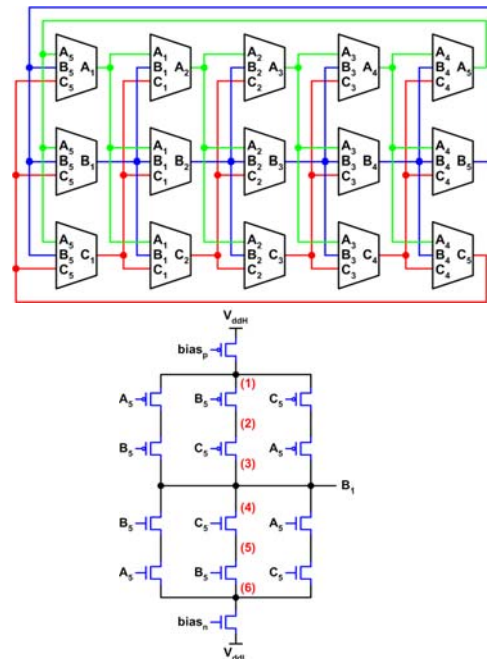 A₅ B₅ C₅ A₁ A₁ B₁ C₁ A₂ A₂ B₂ C₂ A₃ A₃ B₃ C₃ A₄ A₄ B₄ C₄ A₅
A₅ B₅ C₅ B₁ A₁ B₁ C₁ B₂ A₂ B₂ C₂ B₃ A₃ B₃ C₃ B₄ A₄ B₄ C₄ B₅
A₅ B₅ C₅ C₁ A₁ B₁ C₁ C₂ A₂ B₂ C₂ C₃ A₃ B₃ C₃ C₄ A₄ B₄ C₄ C₅
V_ddH
bias_p
(1)
A₅ B₅ C₅
(2)
B₅ C₅ A₅
(3)
B₁
(4)
B₅ C₅ A₅
(5)
A₅ B₅ C₅
(6)
bias_n